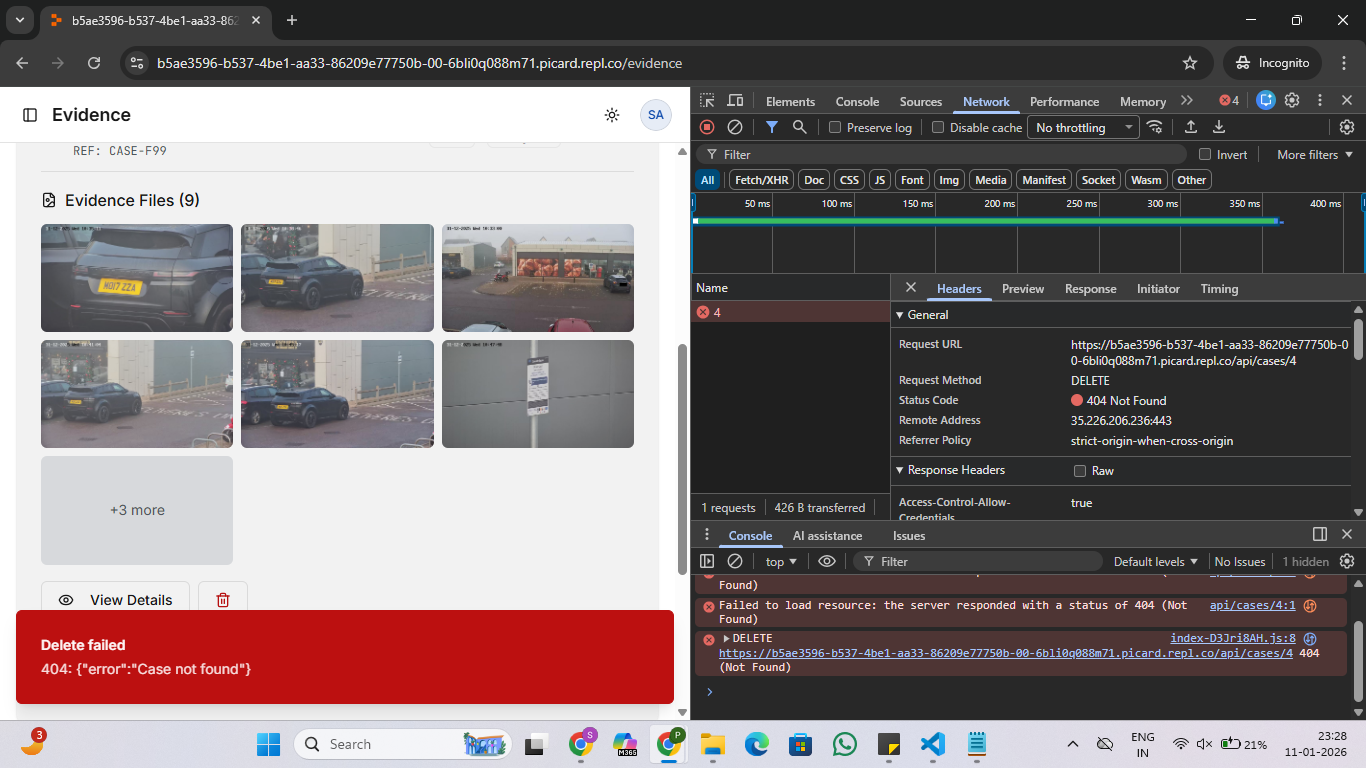 b5ae3596-b537-4be1-aa33-862
b5ae3596-b537-4be1-aa33-86209e77750b-00-6bli0q088m71.picard.repl.co/evidence
Incognito
Evidence
SA
REF: CASE-F99
Evidence Files (9)
HO17 ZZA
+3 more
View Details
Delete failed
404: {"error":"Case not found"}
Elements
Console
Sources
Network
Performance
Memory
4
Preserve log
Disable cache
No throttling
Filter
Invert
More filters
All
Fetch/XHR
Doc
CSS
JS
Font
Img
Media
Manifest
Socket
Wasm
Other
50 ms
100 ms
150 ms
200 ms
250 ms
300 ms
350 ms
400 ms
Name
Headers
Preview
Response
Initiator
Timing
4
General
Request URL
https://b5ae3596-b537-4be1-aa33-86209e77750b-0
0-6bli0q088m71.picard.repl.co/api/cases/4
Request Method
DELETE
Status Code
404 Not Found
Remote Address
35.226.206.236:443
Referrer Policy
strict-origin-when-cross-origin
Response Headers
Raw
Access-Control-Allow-
Credentials
true
1 requests
426 B transferred
Console
AI assistance
Issues
top
Filter
Default levels
No Issues
1 hidden
Found)
Failed to load resource: the server responded with a status of 404 (Not api/cases/4:1
Found)
DELETE index-D3Jri8AH.js:8
https://b5ae3596-b537-4be1-aa33-86209e77750b-00-6bli0q088m71.picard.repl.co/api/cases/4 404
(Not Found)
3
Search
S
M365
P
ENG
IN
21%
23:28
11-01-2026